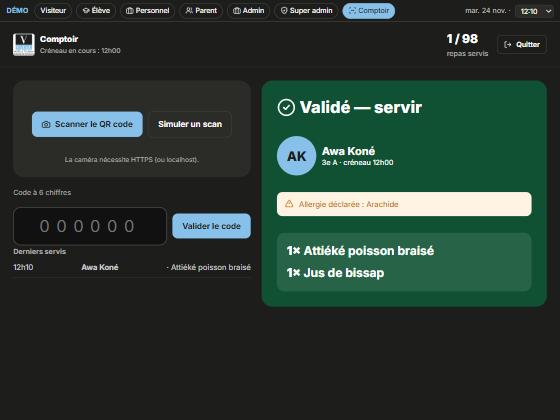 DÉMO Visiteur Élève Personnel Parent Admin Super admin Comptoir mar. 24 nov. · 12:10
Comptoir
Créneau en cours : 12h00
1 / 98
repas servis
Quitter
Scanner le QR code Simuler un scan
La caméra nécessite HTTPS (ou localhost).
Code à 6 chiffres
000000 Valider le code
Derniers servis
12h10 Awa Koné · Attiéké poisson braisé
Validé — servir
AK
Awa Koné
3e A · créneau 12h00
Allergie déclarée : Arachide
1× Attiéké poisson braisé
1× Jus de bissap